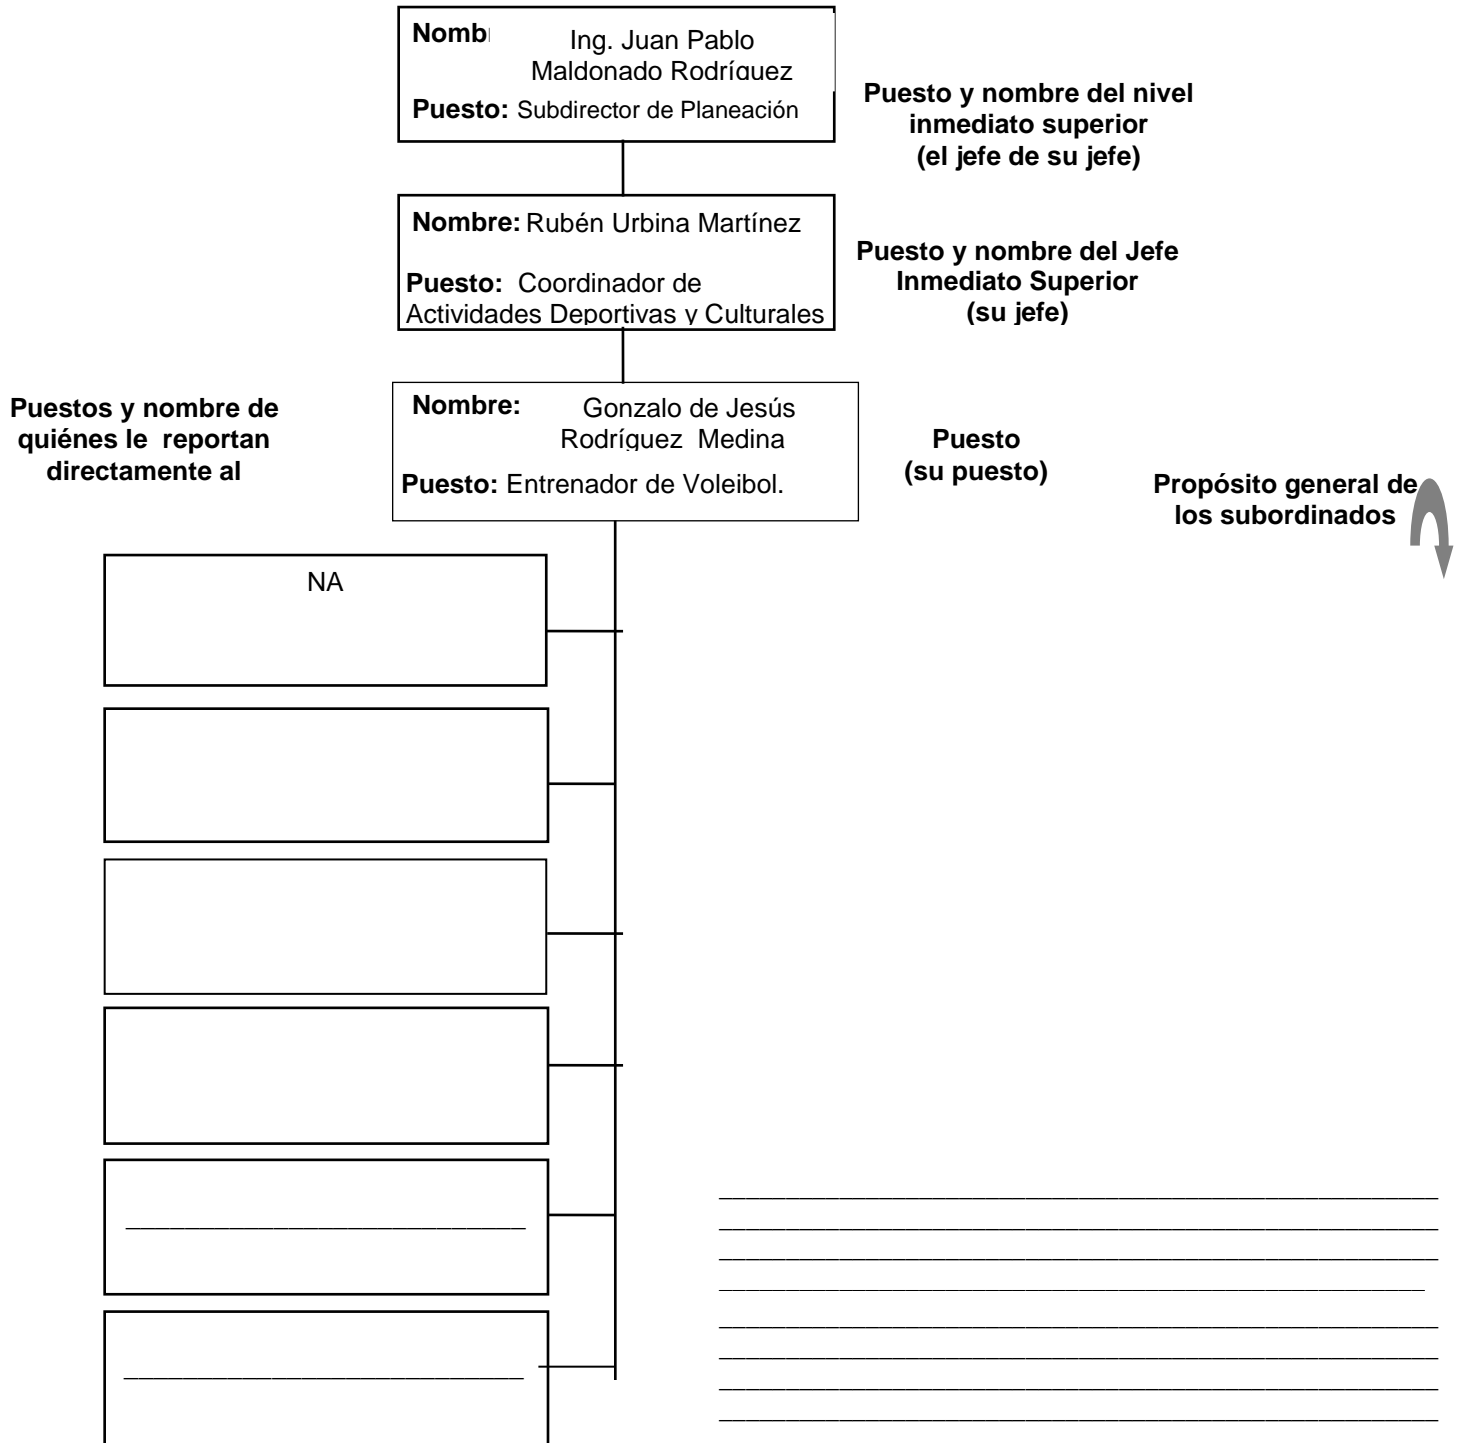 Nomb
Ing. Juan Pablo
Maldonado Rodríguez
Puesto: Subdirector de Planeación
Puesto y nombre del nivel
inmediato superior
(el jefe de su jefe)
Nombre: Rubén Urbina Martínez
Puesto: Coordinador de
Actividades Deportivas y Culturales
Puesto y nombre del Jefe
Inmediato Superior
(su jefe)
Puestos y nombre de
quiénes le reportan
directamente al
Nombre: Gonzalo de Jesús
Rodríguez Medina
Puesto: Entrenador de Voleibol.
Puesto
(su puesto)
Propósito general de
los subordinados
NA